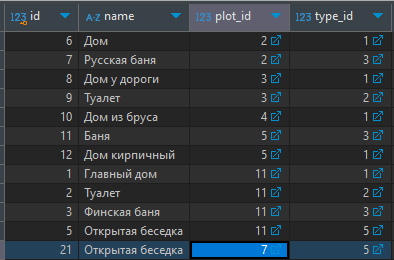 123 id A-Z name 123 plot_id 123 type_id
6 Дом 2 1
7 Русская баня 2 3
8 Дом у дороги 3 1
9 Туалет 3 2
10 Дом из бруса 4 1
11 Баня 5 3
12 Дом кирпичный 5 1
1 Главный дом 11 1
2 Туалет 11 2
3 Финская баня 11 3
5 Открытая беседка 11 5
21 Открытая беседка 7 5